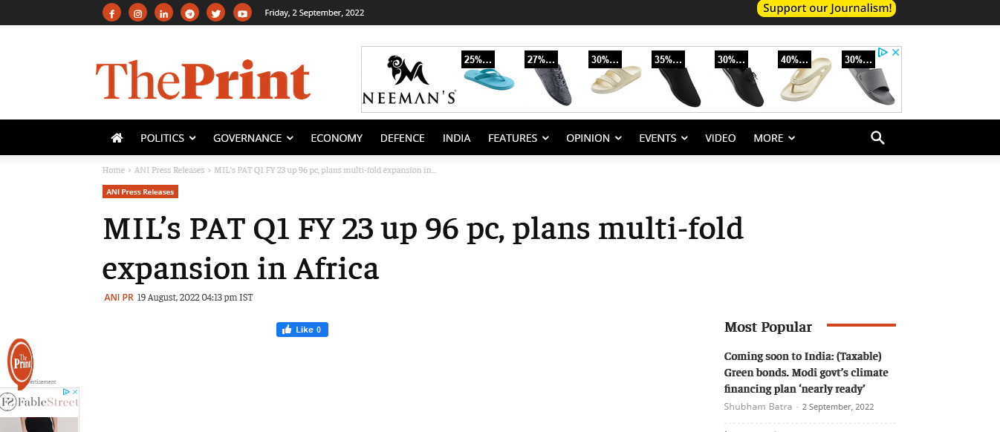 Friday, 2 September, 2022
Support our Journalism!
ThePrint
NEEMAN'S
25%... 27%... 30%... 35%... 30%... 40%... 30%...
POLITICS GOVERNANCE ECONOMY DEFENCE INDIA FEATURES OPINION EVENTS VIDEO MORE
Home › ANI Press Releases › MIL's PAT Q1 FY 23 up 96 pc, plans multi-fold expansion in...
ANI Press Releases
MIL's PAT Q1 FY 23 up 96 pc, plans multi-fold
expansion in Africa
ANI PR 19 August, 2022 04:13 pm IST
Like 0
Most Popular
Coming soon to India: (Taxable)
Green bonds. Modi govt's climate
financing plan 'nearly ready'
Shubham Batra - 2 September, 2022
The
Print
ertisement
FS FableStreet